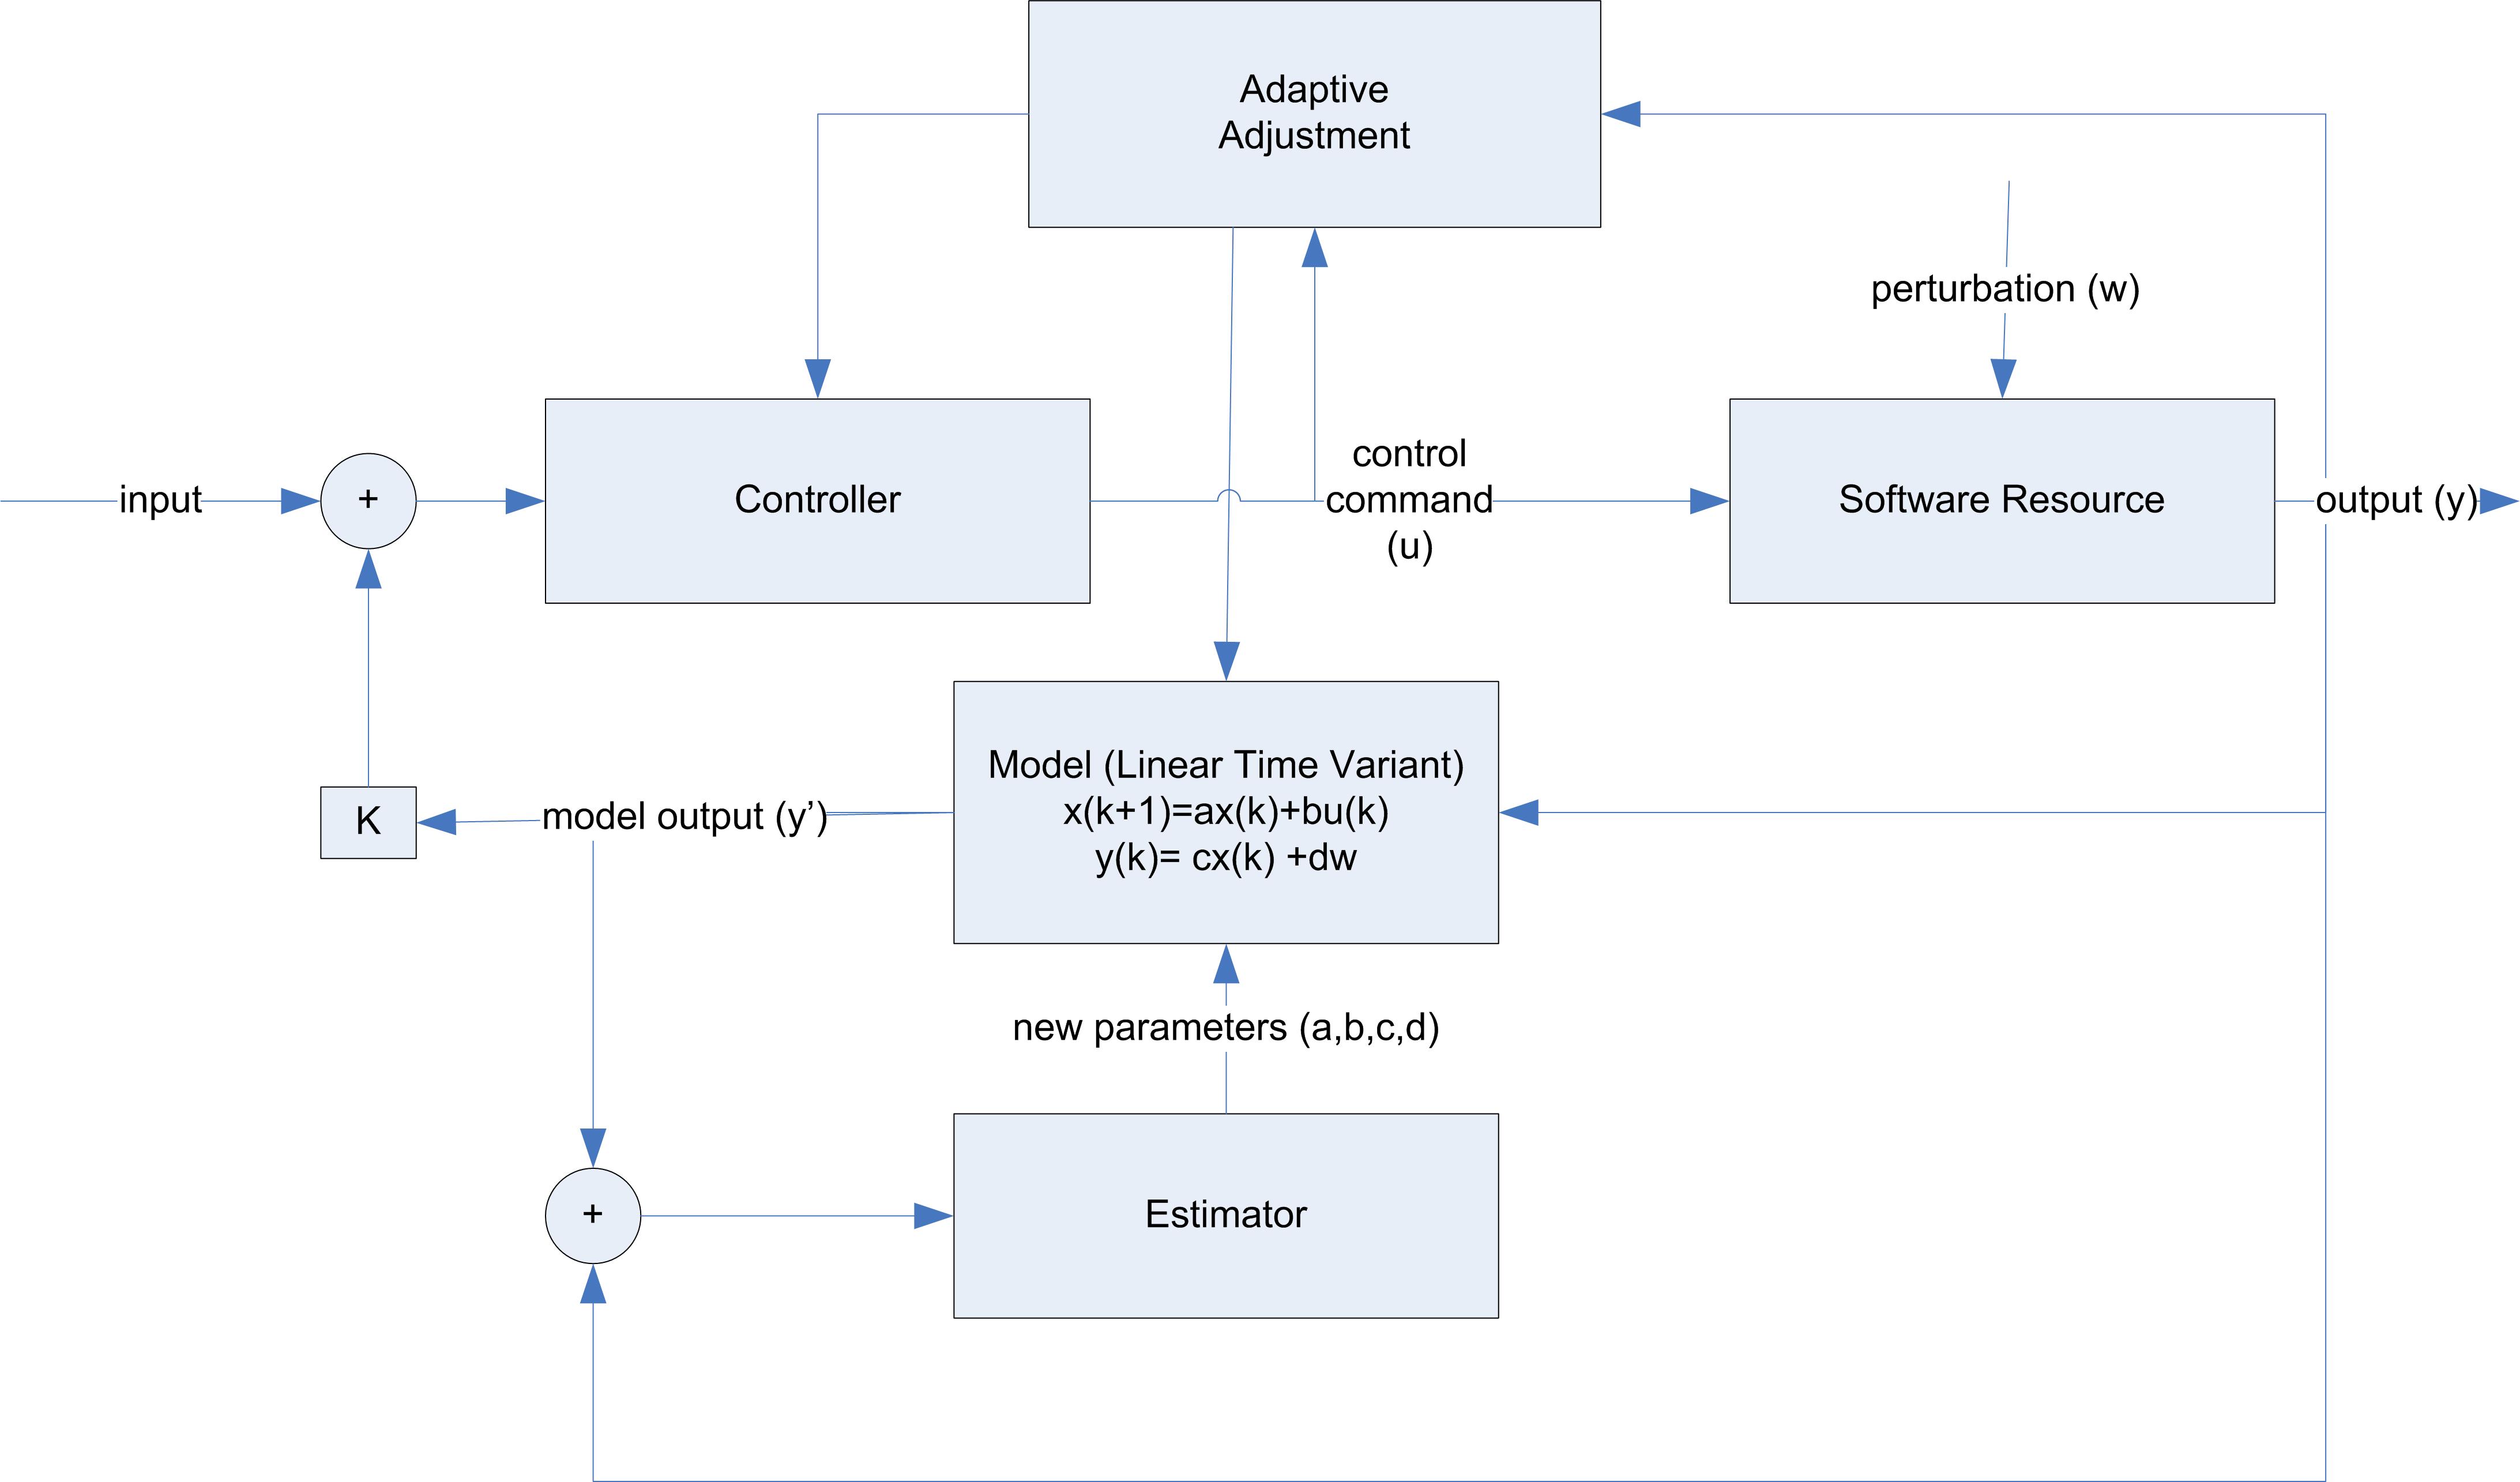 Adaptive
Adjustment
perturbation (w)
input
+
Controller
control
command
(u)
Software Resource
output (y)
K
model output (y’)
Model (Linear Time Variant)
x(k+1)=ax(k)+bu(k)
y(k)= cx(k) +dw
new parameters (a,b,c,d)
+
Estimator